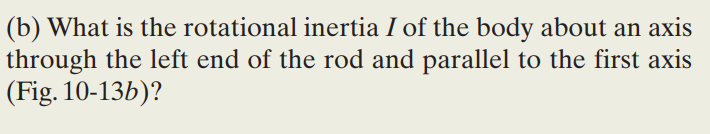 (b) What is the rotational inertia I of the body about an axis
through the left end of the rod and parallel to the first axis
(Fig. 10-13b)?